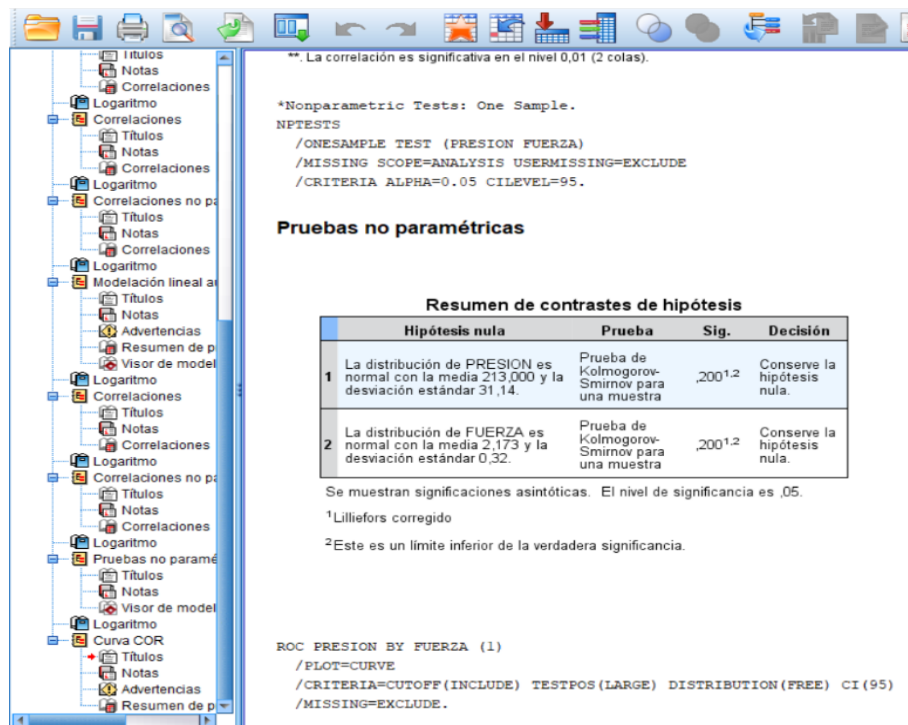 Títulos
Notas
Correlaciones
Logaritmo
Correlaciones
Títulos
Notas
Correlaciones
Logaritmo
Correlaciones no pa
Títulos
Notas
Correlaciones
Logaritmo
Modelación lineal au
Títulos
Notas
Advertencias
Resumen de p
Visor de model
Logaritmo
Correlaciones
Títulos
Notas
Correlaciones
Logaritmo
Correlaciones no pa
Títulos
Notas
Correlaciones
Logaritmo
Pruebas no paramé
Títulos
Notas
Visor de model
Logaritmo
Curva COR
Títulos
Notas
Advertencias
Resumen de p
**. La correlación es significativa en el nivel 0,01 (2 colas).
*Nonparametric Tests: One Sample.
NPTESTS
/ONESAMPLE TEST (PRESION FUERZA)
/MISSING SCOPE=ANALYSIS USERMISSING=EXCLUDE
/CRITERIA ALPHA=0.05 CILEVEL=95.
Pruebas no paramétricas
Resumen de contrastes de hipótesis
Hipótesis nula Prueba Sig. Decisión
1 La distribución de PRESION es normal con la media 213,000 y la desviación estándar 31,14. Prueba de Kolmogorov-Smirnov para una muestra ,200¹,² Conserve la hipótesis nula.
2 La distribución de FUERZA es normal con la media 2,173 y la desviación estándar 0,32. Prueba de Kolmogorov-Smirnov para una muestra ,200¹,² Conserve la hipótesis nula.
Se muestran significaciones asintóticas. El nivel de significancia es ,05.
¹Lilliefors corregido
²Este es un límite inferior de la verdadera significancia.
ROC PRESION BY FUERZA (1)
/PLOT=CURVE
/CRITERIA=CUTOFF(INCLUDE) TESTPOS(LARGE) DISTRIBUTION(FREE) CI(95)
/MISSING=EXCLUDE.